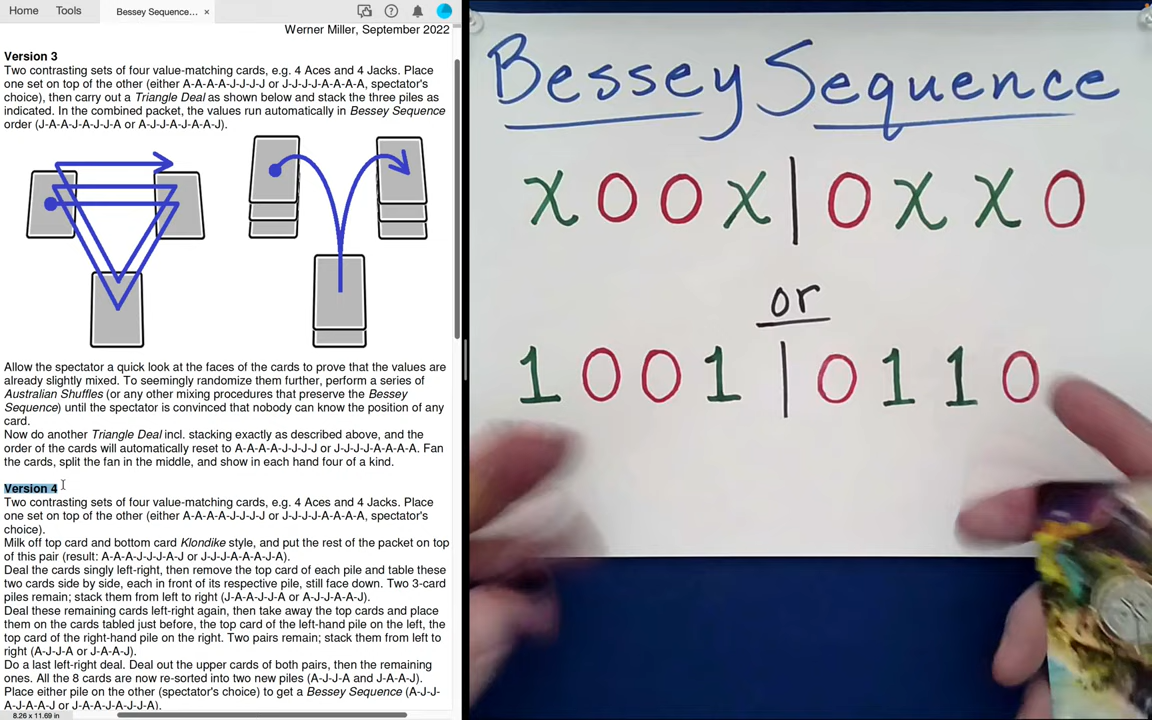 Home Tools Bessey Sequence... ×
Werner Miller, September 2022
Version 3
Two contrasting sets of four value-matching cards, e.g. 4 Aces and 4 Jacks. Place
one set on top of the other (either A-A-A-A-J-J-J-J or J-J-J-J-A-A-A-A, spectator's
choice), then carry out a Triangle Deal as shown below and stack the three piles as
indicated. In the combined packet, the values run automatically in Bessey Sequence
order (J-A-A-J-A-J-J-A or A-J-J-A-J-A-A-J).
Allow the spectator a quick look at the faces of the cards to prove that the values are
already slightly mixed. To seemingly randomize them further, perform a series of
Australian Shuffles (or any other mixing procedures that preserve the Bessey
Sequence) until the spectator is convinced that nobody can know the position of any
card.
Now do another Triangle Deal incl. stacking exactly as described above, and the
order of the cards will automatically reset to A-A-A-A-J-J-J-J or J-J-J-J-A-A-A-A. Fan
the cards, split the fan in the middle, and show in each hand four of a kind.
Version 4
Two contrasting sets of four value-matching cards, e.g. 4 Aces and 4 Jacks. Place
one set on top of the other (either A-A-A-A-J-J-J-J or J-J-J-J-A-A-A-A, spectator's
choice).
Milk off top card and bottom card Klondike style, and put the rest of the packet on top
of this pair (result: A-A-A-J-J-J-A-J or J-J-J-A-A-A-J-A).
Deal the cards singly left-right, then remove the top card of each pile and table these
two cards side by side, each in front of its respective pile, still face down. Two 3-card
piles remain; stack them from left to right (J-A-A-J-J-A or A-J-J-A-A-J).
Deal these remaining cards left-right again, then take away the top cards and place
them on the cards tabled just before, the top card of the left-hand pile on the left, the
top card of the right-hand pile on the right. Two pairs remain; stack them from left to
right (A-J-J-A or J-A-A-J).
Do a last left-right deal. Deal out the upper cards of both pairs, then the remaining
ones. All the 8 cards are now re-sorted into two new piles (A-J-J-A and J-A-A-J).
Place either pile on the other (spectator's choice) to get a Bessey Sequence (A-J-J-
A-J-A-A-J or J-A-A-J-A-J-J-A).
8.26 x 11.69 in
Bessey Sequence
X O O X | O X X O
or
1 0 0 1 | 0 1 1 0